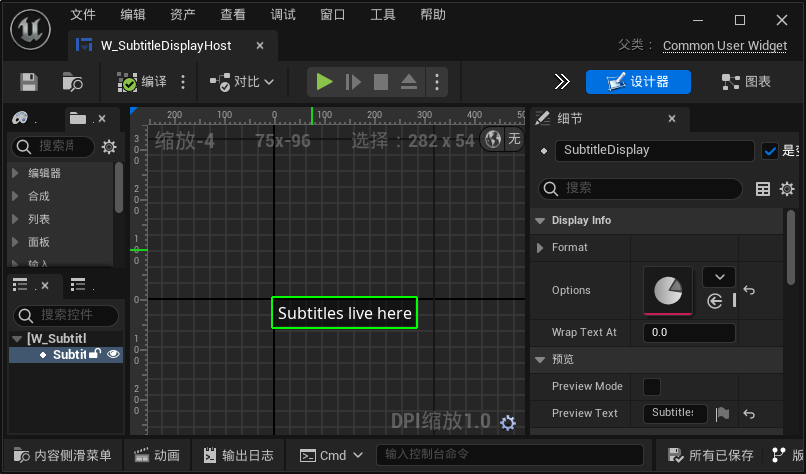 文件 编辑 资产 查看 调试 窗口 工具 帮助
W_SubtitleDisplayHost
父类： Common User Widget
编译 对比 设计器 图表
200 100 0 100 200 300 400
缩放-4 75x-96 选择：282 x 54 无
搜索
编辑器
合成
列表
面板
输入
搜索控件
[W_Subtitl
Subtit
Subtitles live here
DPI缩放1.0
细节
SubtitleDisplay
搜索
Display Info
Format
Options
Wrap Text At 0.0
预览
Preview Mode
Preview Text Subtitles
内容侧滑菜单 动画 输出日志 Cmd 输入控制台命令 所有已保存